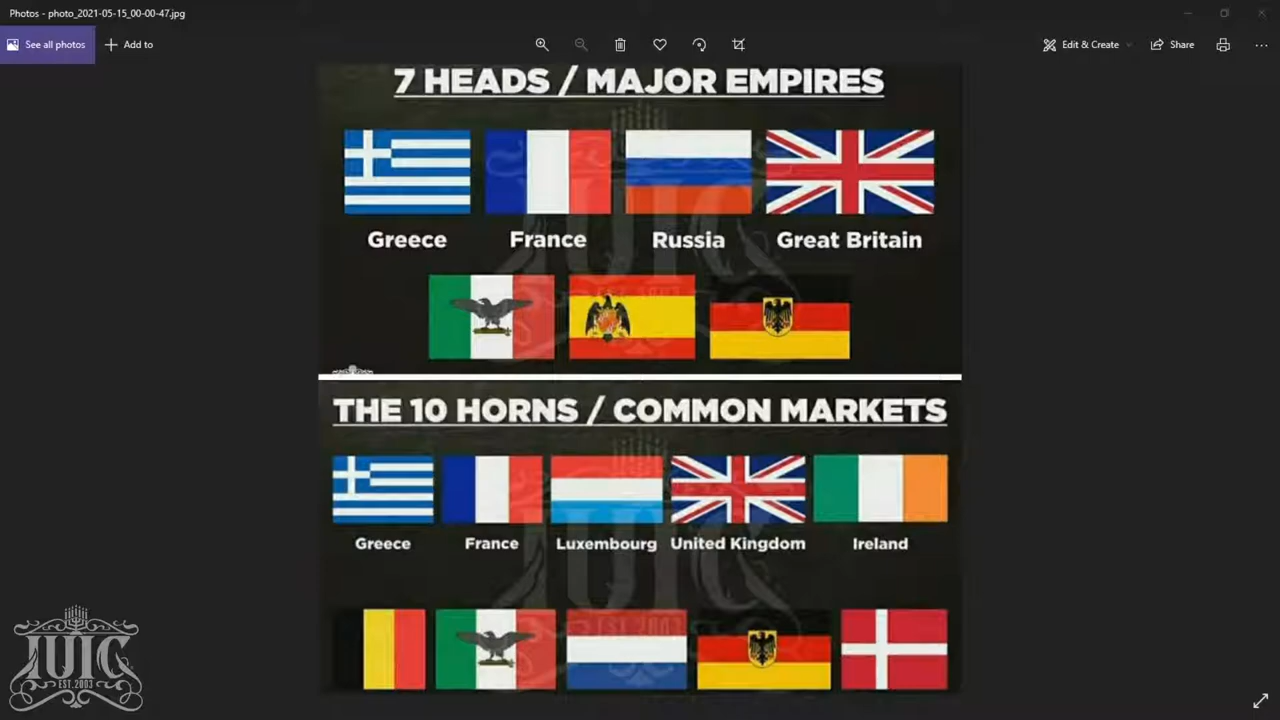 Photos - photo_2021-05-15_00-00-47.jpg
See all photos
Add to
Edit & Create
Share
7 HEADS / MAJOR EMPIRES
Greece
France
Russia
Great Britain
THE 10 HORNS / COMMON MARKETS
Greece
France
Luxembourg
United Kingdom
Ireland
IUIC
EST. 2003